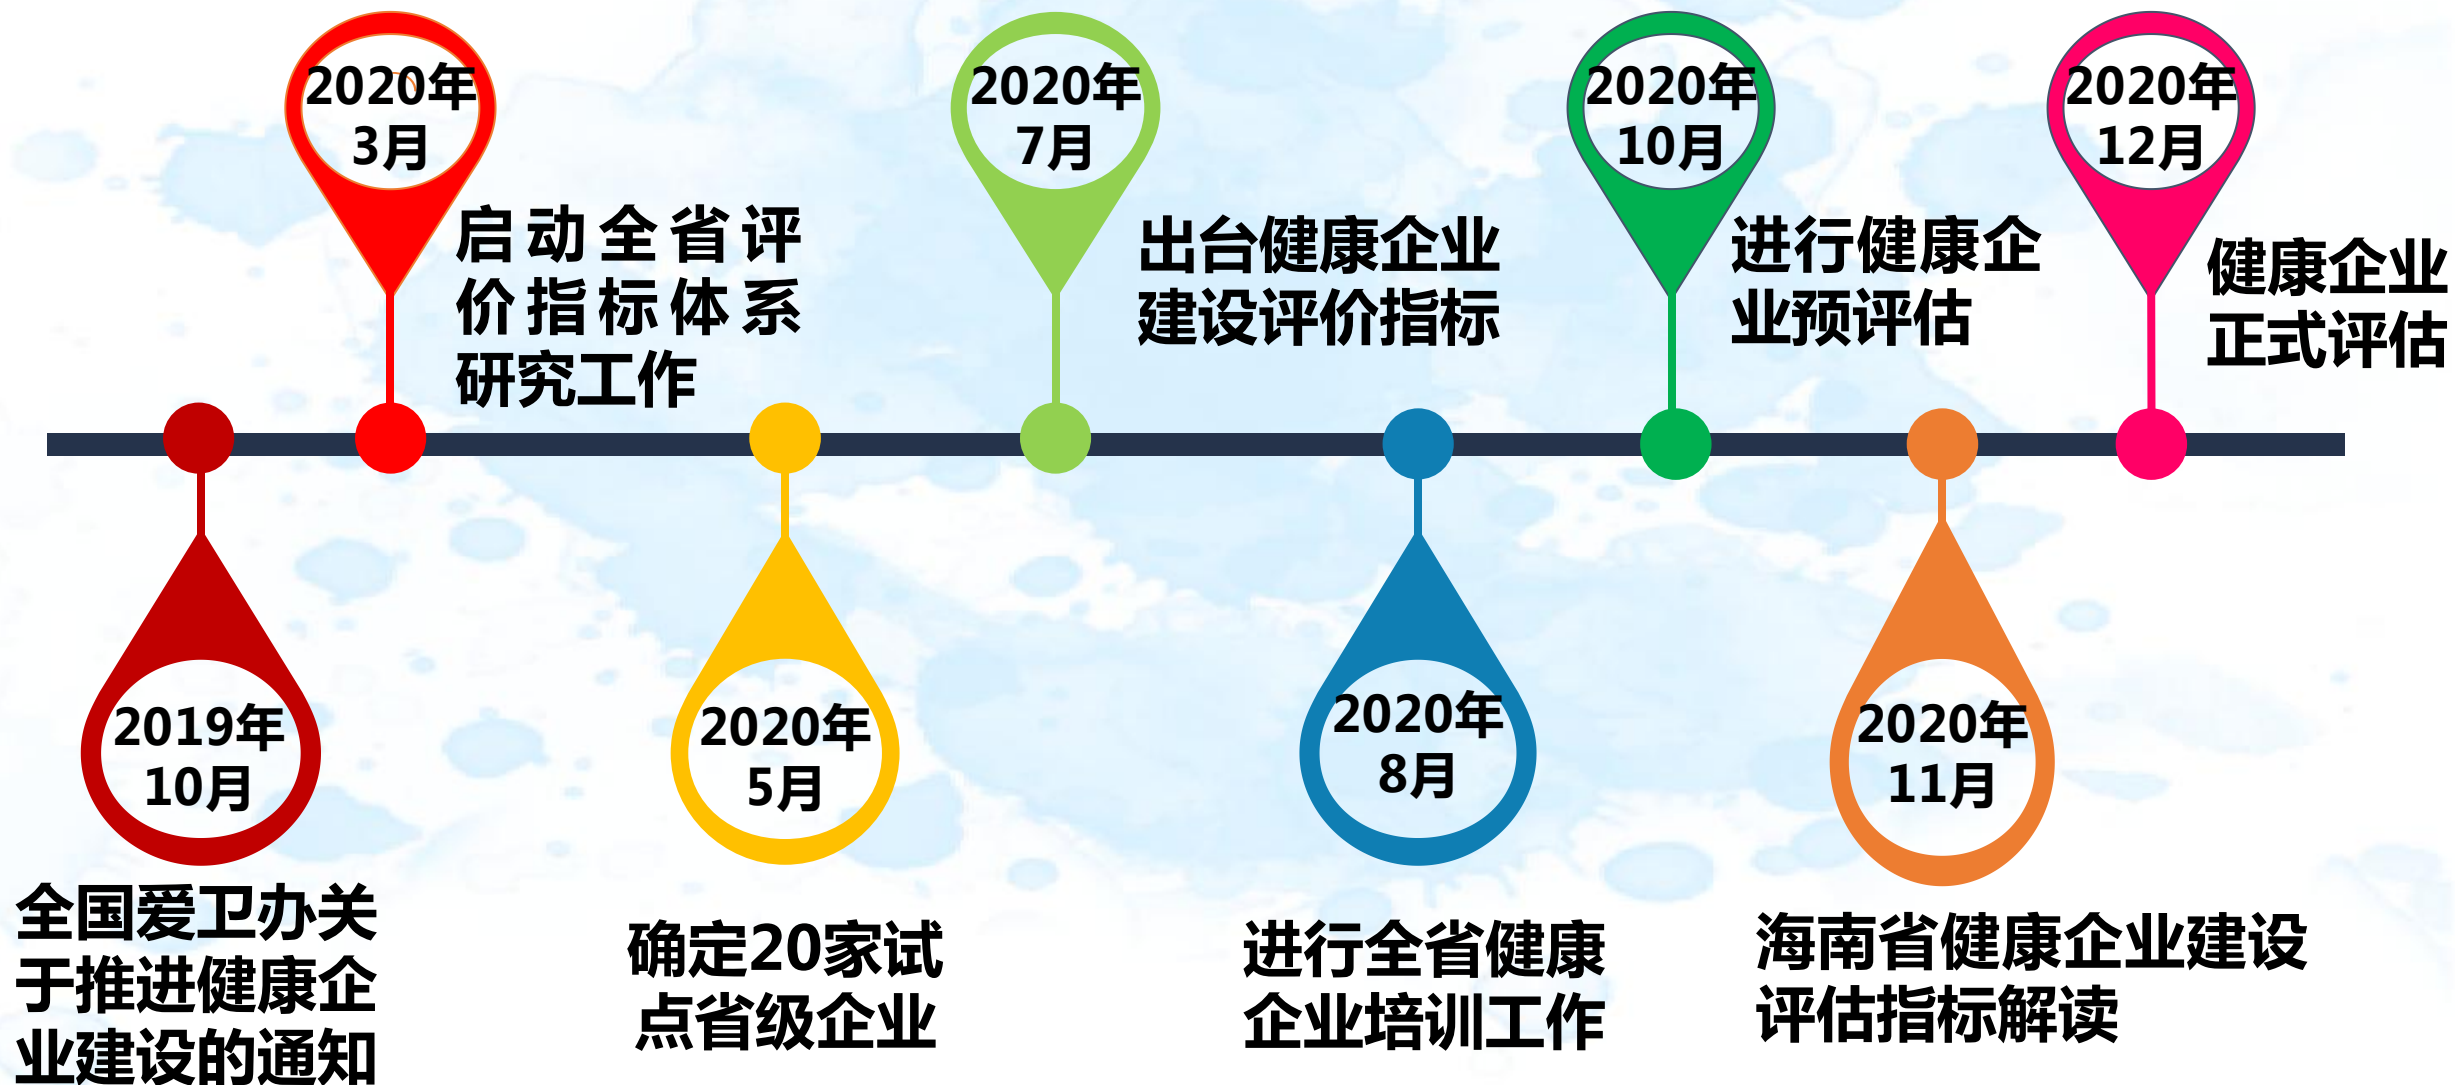 2019年
10月
全国爱卫办关
于推进健康企
业建设的通知
2020年
3月
启动全省评
价指标体系
研究工作
2020年
5月
确定20家试
点省级企业
2020年
7月
出台健康企业
建设评价指标
2020年
8月
进行全省健康
企业培训工作
2020年
10月
进行健康企
业预评估
2020年
11月
海南省健康企业建设
评估指标解读
2020年
12月
健康企业
正式评估